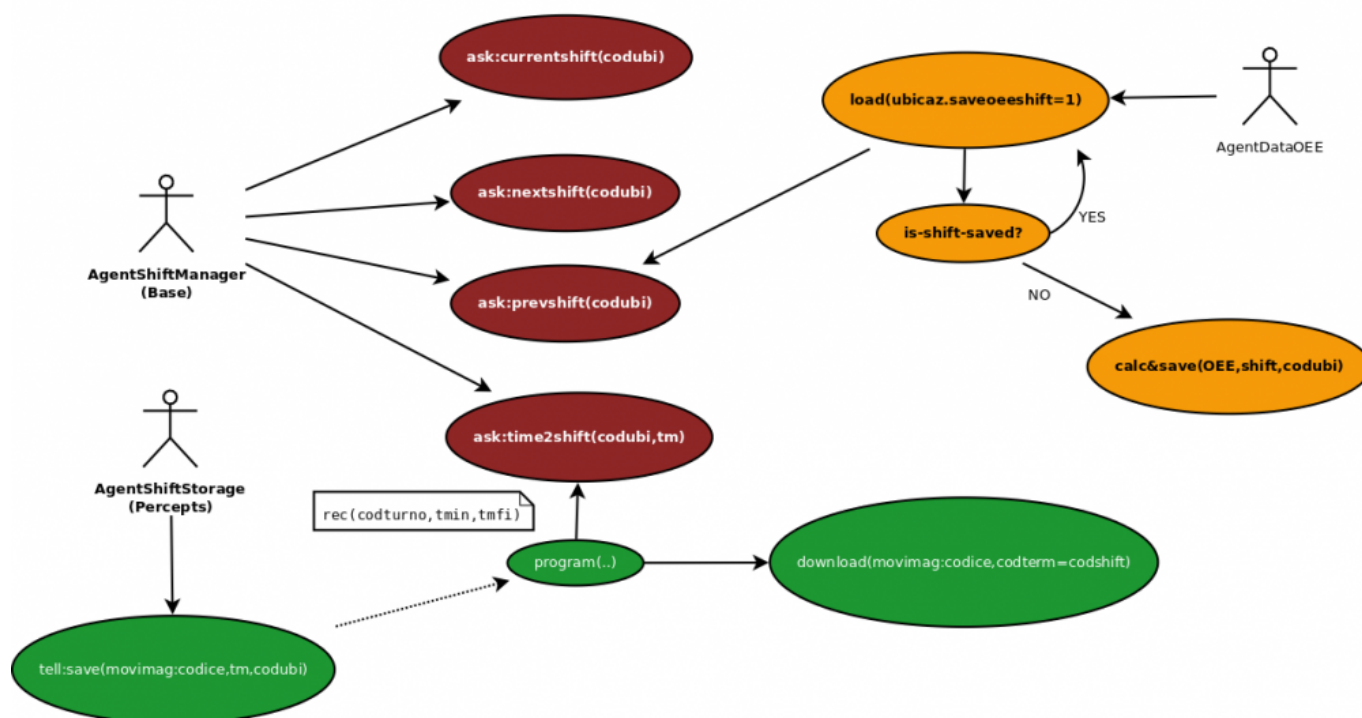 ask:currentshift(codubi)
load(ubicaz.saveoeeshift=1)
AgentDataOEE
ask:nextshift(codubi)
is-shift-saved?
YES
AgentShiftManager
(Base)
ask:prevshift(codubi)
NO
calc&save(OEE,shift,codubi)
ask:time2shift(codubi,tm)
AgentShiftStorage
(Percepts)
rec(codturno,tmin,tmfi)
program(..)
download(movimag:codice,codterm=codshift)
tell:save(movimag:codice,tm,codubi)